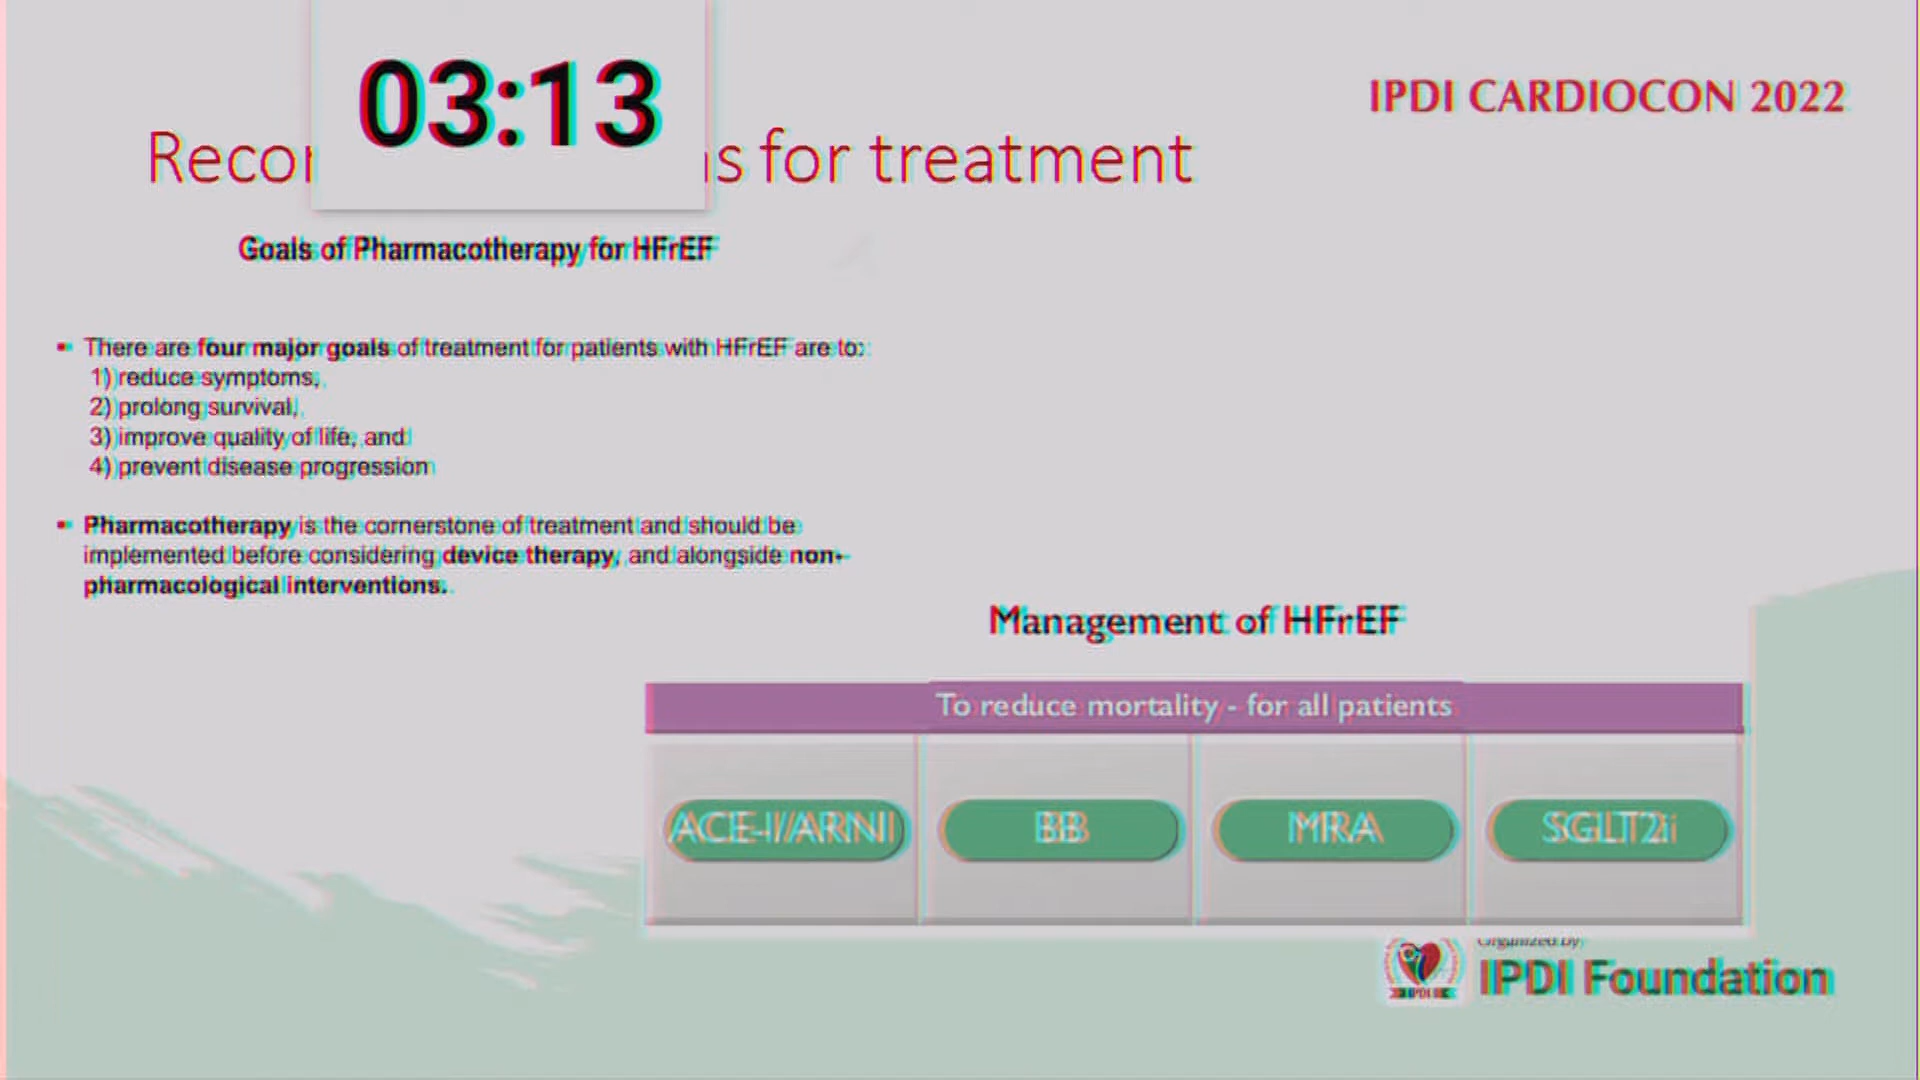 03:13
IPDI CARDIOCON 2022
for treatment
Goals of Pharmacotherapy for HFrEF
There are four major goals of treatment for patients with HFrEF are to:
1) reduce symptoms,
2) prolong survival,
3) improve quality of life, and
4) prevent disease progression
Pharmacotherapy is the cornerstone of treatment and should be
implemented before considering device therapy, and alongside non-
pharmacological interventions.
Management of HFrEF
To reduce mortality - for all patients
ACE-I/ARNI
BB
MRA
SGLT2i
Organized by
IPDI Foundation
IPDI